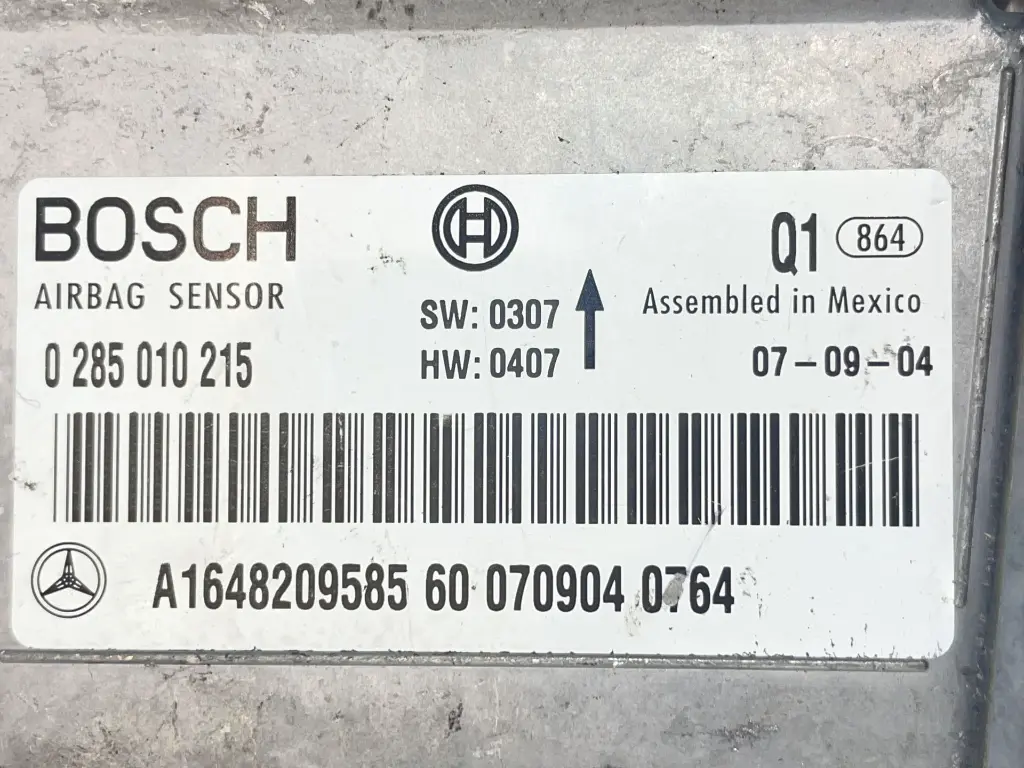 BOSCH
Q1 864
AIRBAG SENSOR
SW: 0307
Assembled in Mexico
0 285 010 215
HW: 0407
07-09-04
A1648209585 60 070904 0764